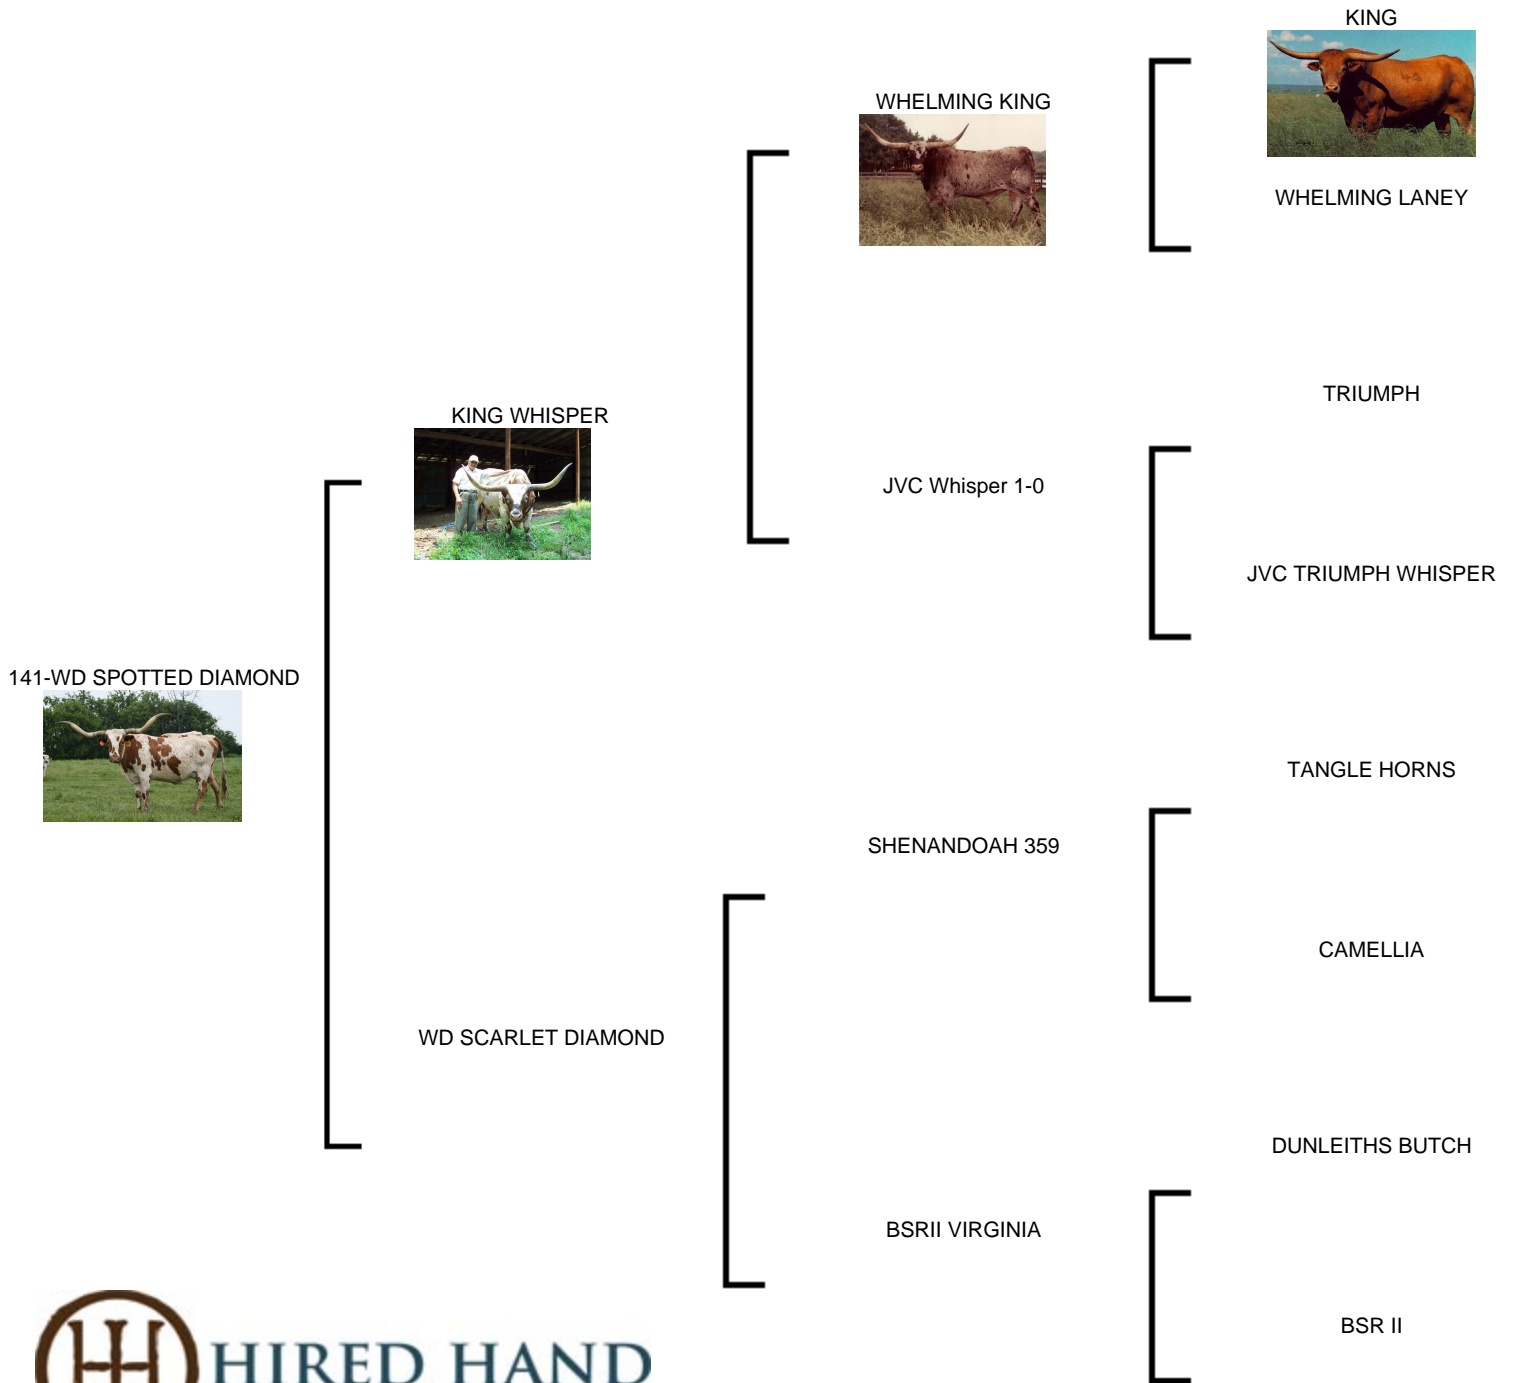 KING
WHELMING KING
WHELMING LANEY
TRIUMPH
KING WHISPER
JVC Whisper 1-0
JVC TRIUMPH WHISPER
141-WD SPOTTED DIAMOND
TANGLE HORNS
SHENANDOAH 359
CAMELLIA
WD SCARLET DIAMOND
DUNLEITHS BUTCH
BSRII VIRGINIA
BSR II
HIRED HAND